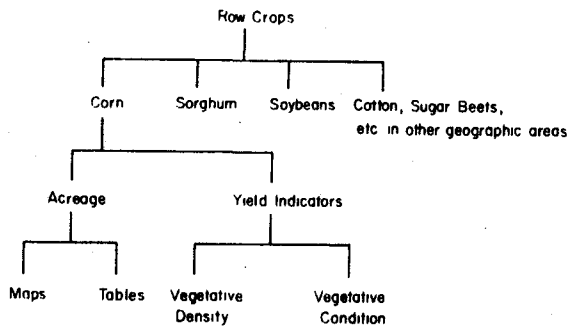 Row Crops
Corn
Sorghum
Soybeans
Cotton, Sugar Beets,
etc in other geographic areas
Acreage
Yield Indicators
Maps
Tables
Vegetative
Density
Vegetative
Condition